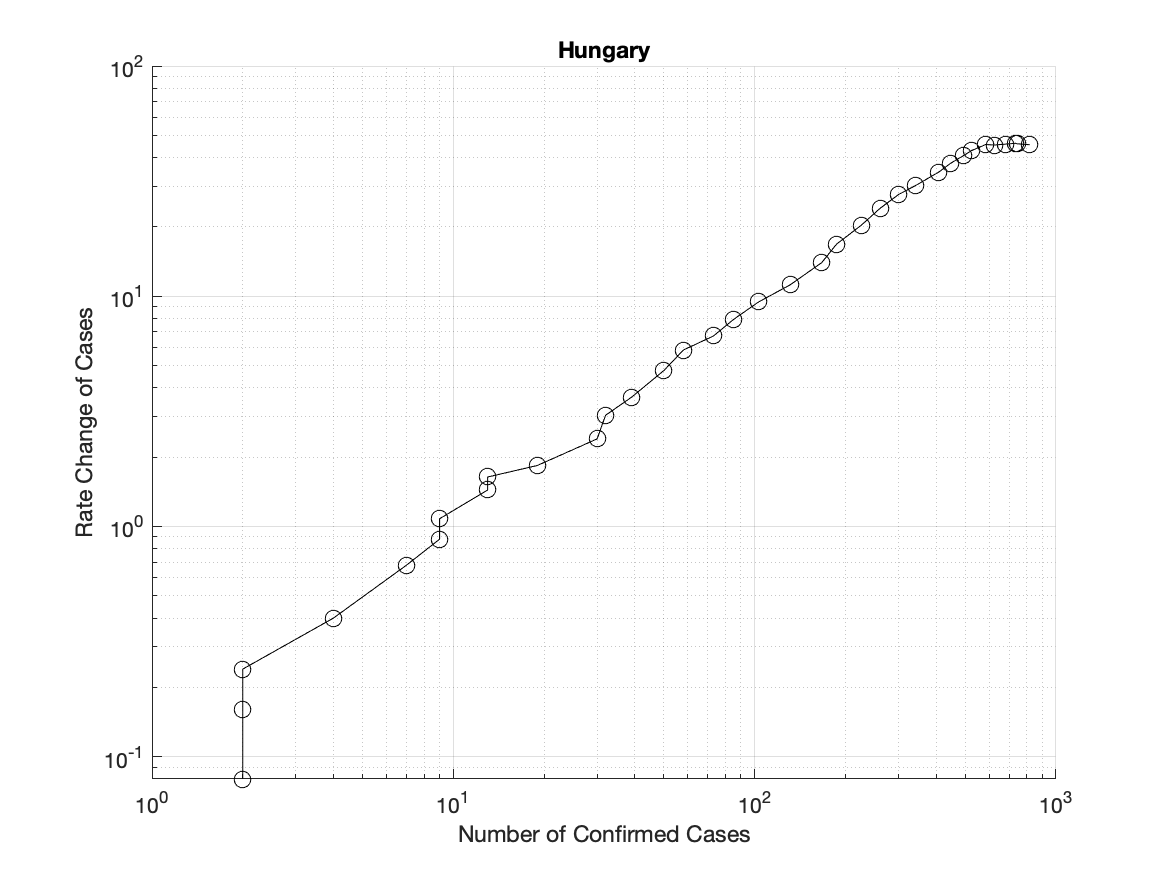 Hungary
10^2
10^1
10^0
10^-1
Rate Change of Cases
10^0 10^1 10^2 10^3
Number of Confirmed Cases